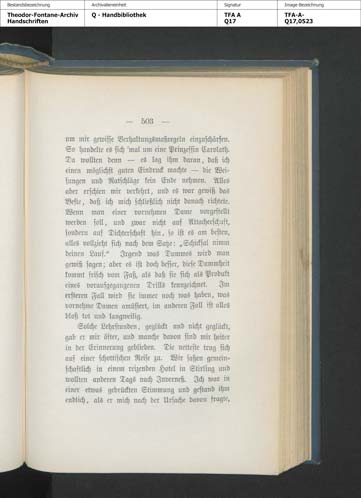 Bestandsbezeichnung
Archivalieneinheit
Signatur
Image Bezeichnung
Theodor-Fontane-Archiv
Handschriften
Q - Handbibliothek
TFA A
Q17
TFA-A-
Q17,0523
— 503 —
um mir gewisse Verhaltungsmaßregeln einzuschärfen.
So handelte es sich 'mal um eine Prinzessin Carolath.
Da wollten denn — es lag ihm daran, daß ich
einen möglichst guten Eindruck machte — die Wei-
sungen und Ratschläge kein Ende nehmen. Alles
aber erschien mir verkehrt, und es war gewiß das
Beste, daß ich mich schließlich nicht danach richtete.
Wenn man einer vornehmen Dame vorgestellt
werden soll, und zwar nicht auf Attacheschaft,
sondern auf Dichterschaft hin, so ist es am besten,
alles vollzieht sich nach dem Satze: „Schicksal nimm
deinen Lauf.“ Irgend was Dummes wird man
gewiß sagen; aber es ist doch besser, diese Dummheit
kommt frisch vom Faß, als daß sie sich als Produkt
eines voraufgegangenen Drills kennzeichnet. Im
ersteren Fall wird sie immer noch was haben, was
vornehme Damen amüsiert, im anderen Fall ist alles
bloß tot und langweilig.
Solche Lehrstunden, geglückt und nicht geglückt,
gab er mir öfter, und manche davon sind mir heiter
in der Erinnerung geblieben. Die netteste trug sich
auf einer schottischen Reise zu. Wir saßen gemein-
schaftlich in einem reizenden Hotel in Stirling und
wollten anderen Tags nach Inverneß. Ich war in
einer etwas gedrückten Stimmung und gestand ihm
endlich, als er mich nach der Ursache davon fragte,